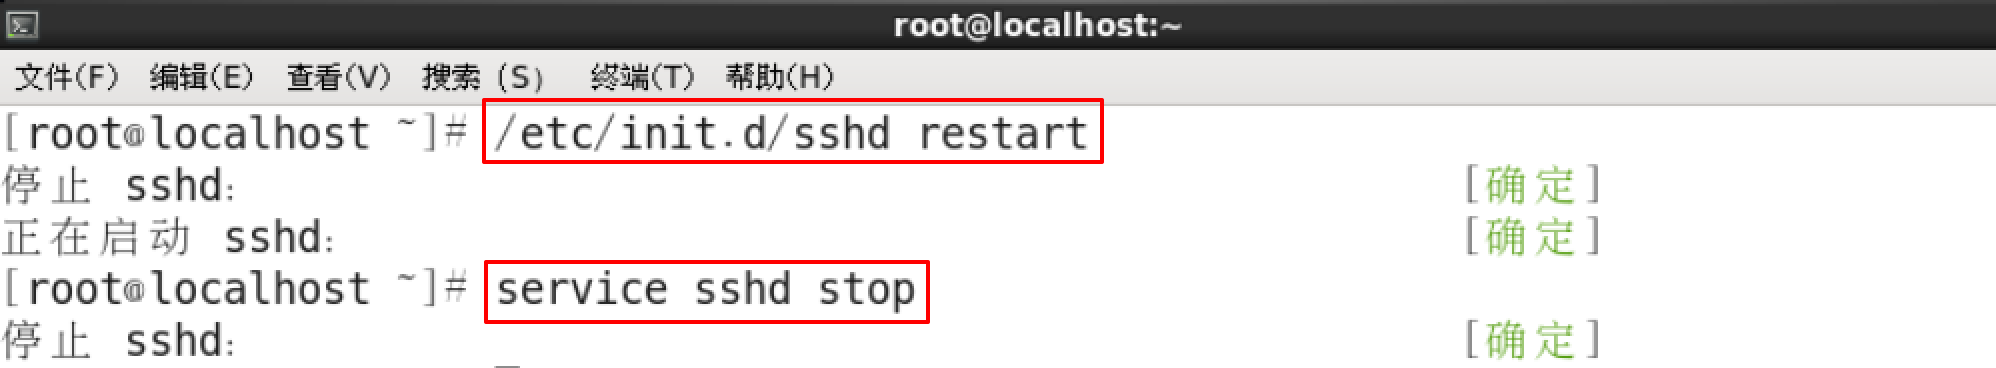 root@localhost:~
文件(F) 编辑(E) 查看(V) 搜索 (S) 终端(T) 帮助(H)
[root@localhost ~]# /etc/init.d/sshd restart
停止 sshd: [确定]
正在启动 sshd: [确定]
[root@localhost ~]# service sshd stop
停止 sshd: [确定]